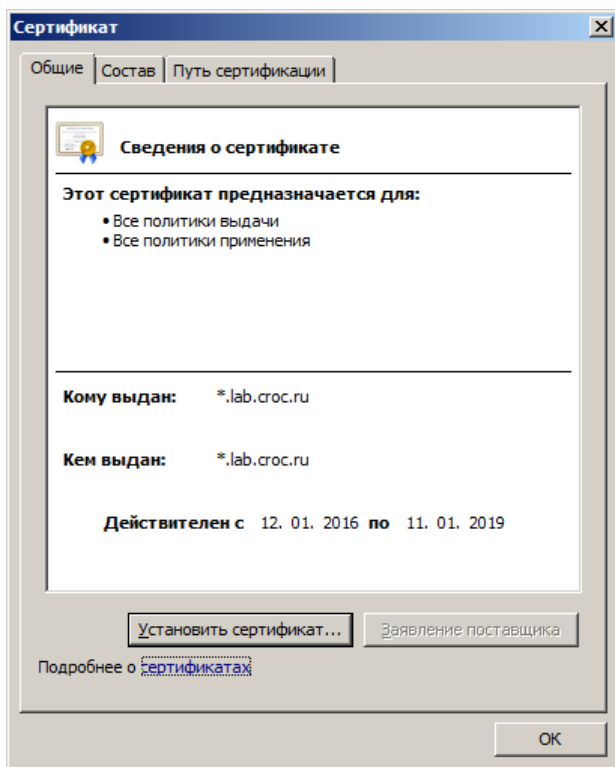 Сертификат
Общие Состав Путь сертификации
Сведения о сертификате
Этот сертификат предназначается для:
• Все политики выдачи
• Все политики применения
Кому выдан: *.lab.croc.ru
Кем выдан: *.lab.croc.ru
Действителен с 12. 01. 2016 по 11. 01. 2019
Установить сертификат... Заявление поставщика
Подробнее о сертификатах
ОК